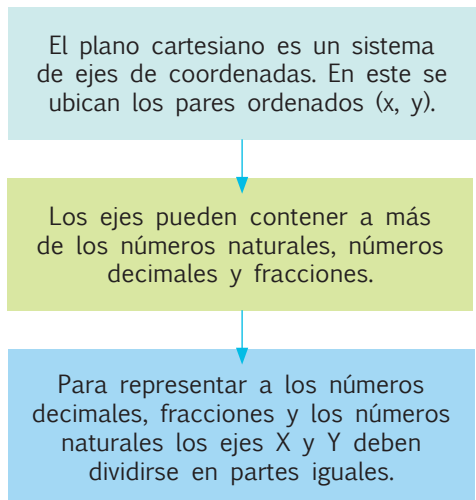 El plano cartesiano es un sistema
de ejes de coordenadas. En este se
ubican los pares ordenados (x, y).
Los ejes pueden contener a más
de los números naturales, números
decimales y fracciones.
Para representar a los números
decimales, fracciones y los números
naturales los ejes X y Y deben
dividirse en partes iguales.